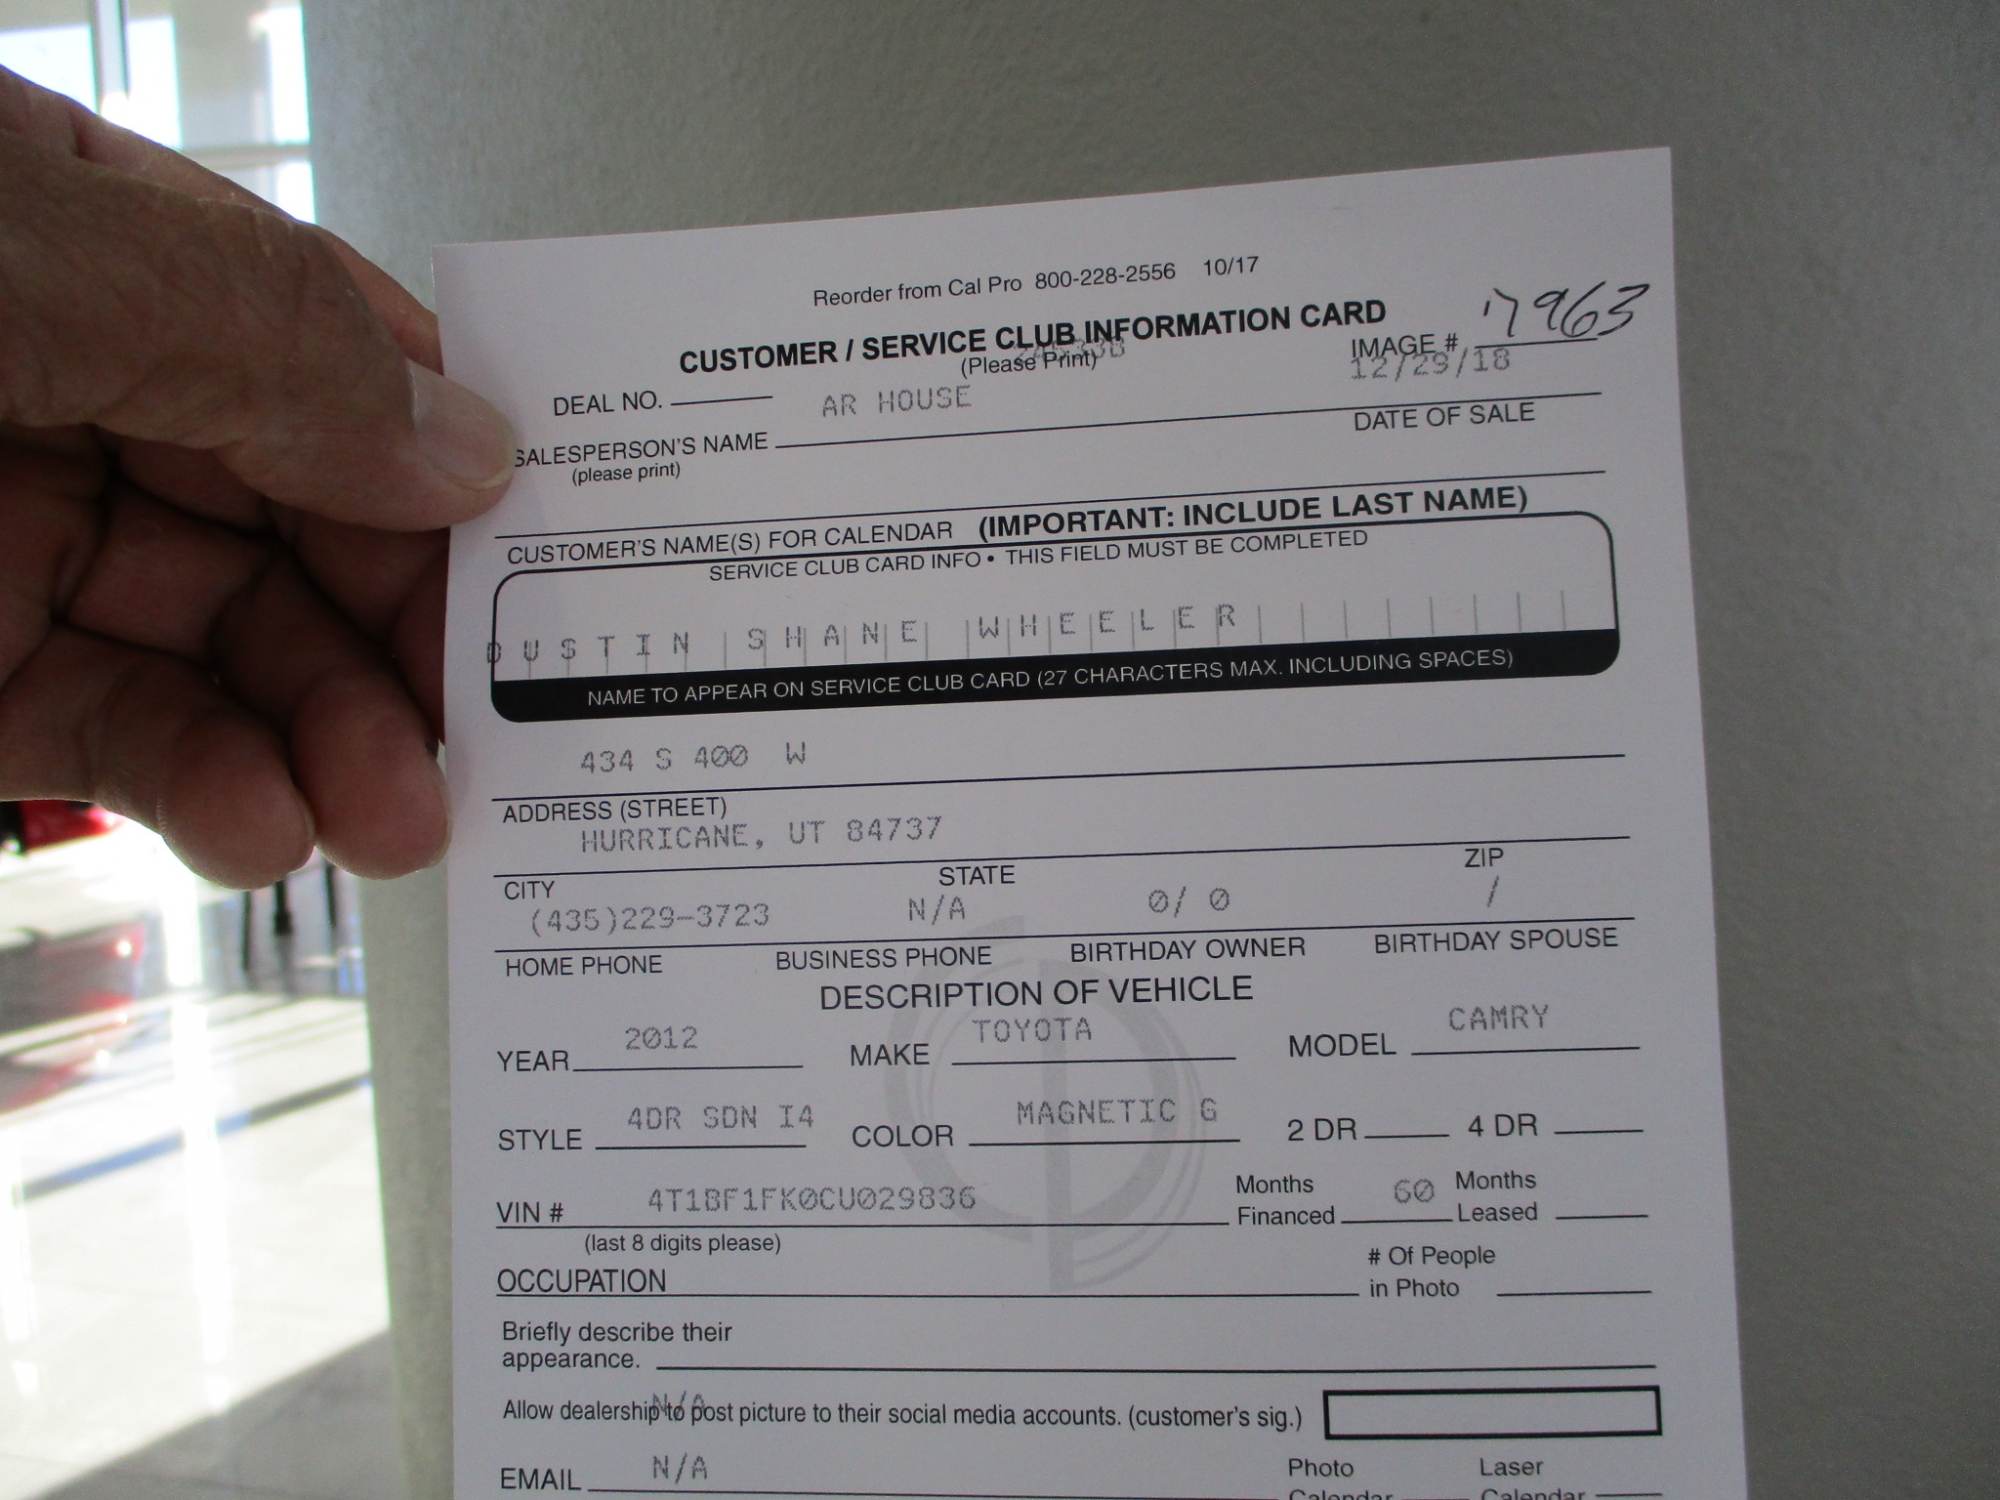 Reorder from Cal Pro 800-228-2556 10/17
CUSTOMER / SERVICE CLUB INFORMATION CARD
(Please Print)
IMAGE # 7963
12/29/18
DEAL NO.
AR HOUSE
SALESPERSON'S NAME
DATE OF SALE
(please print)
CUSTOMER'S NAME(S) FOR CALENDAR (IMPORTANT: INCLUDE LAST NAME)
SERVICE CLUB CARD INFO • THIS FIELD MUST BE COMPLETED
DUSTIN SHANE WHEELER
NAME TO APPEAR ON SERVICE CLUB CARD (27 CHARACTERS MAX. INCLUDING SPACES)
434 S 400 W
ADDRESS (STREET)
HURRICANE, UT 84737
CITY STATE ZIP
(435)229-3723 N/A 0/ 0 /
HOME PHONE BUSINESS PHONE BIRTHDAY OWNER BIRTHDAY SPOUSE
DESCRIPTION OF VEHICLE
YEAR 2012 MAKE TOYOTA MODEL CAMRY
STYLE 4DR SDN I4 COLOR MAGNETIC G 2 DR 4 DR
VIN # 4T1BF1FK0CU029836 Months Financed 60 Months Leased
(last 8 digits please)
OCCUPATION # Of People in Photo
Briefly describe their
appearance.
N/A
Allow dealership to post picture to their social media accounts. (customer's sig.)
EMAIL N/A Photo Calendar Laser Calendar